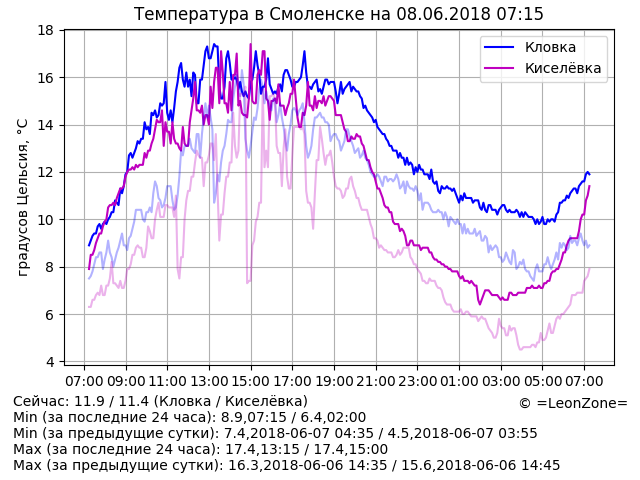 Температура в Смоленске на 08.06.2018 07:15
18
16
14
12
10
8
6
4
градусов Цельсия, °C
Кловка
Киселёвка
07:00 09:00 11:00 13:00 15:00 17:00 19:00 21:00 23:00 01:00 03:00 05:00 07:00
Сейчас: 11.9 / 11.4 (Кловка / Киселёвка)
© =LeonZone=
Min (за последние 24 часа): 8.9,07:15 / 6.4,02:00
Min (за предыдущие сутки): 7.4,2018-06-07 04:35 / 4.5,2018-06-07 03:55
Max (за последние 24 часа): 17.4,13:15 / 17.4,15:00
Max (за предыдущие сутки): 16.3,2018-06-06 14:35 / 15.6,2018-06-06 14:45